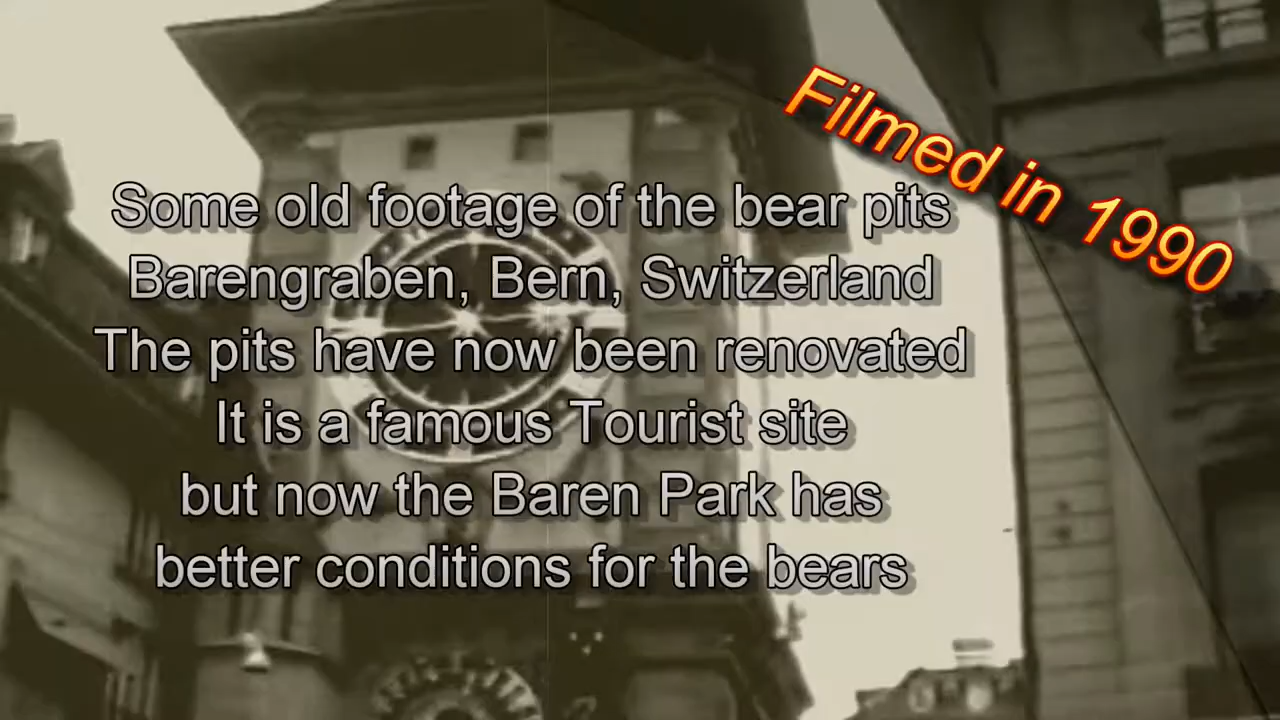 Filmed in 1990
Some old footage of the bear pits
Barengraben, Bern, Switzerland
The pits have now been renovated
It is a famous Tourist site
but now the Baren Park has
better conditions for the bears